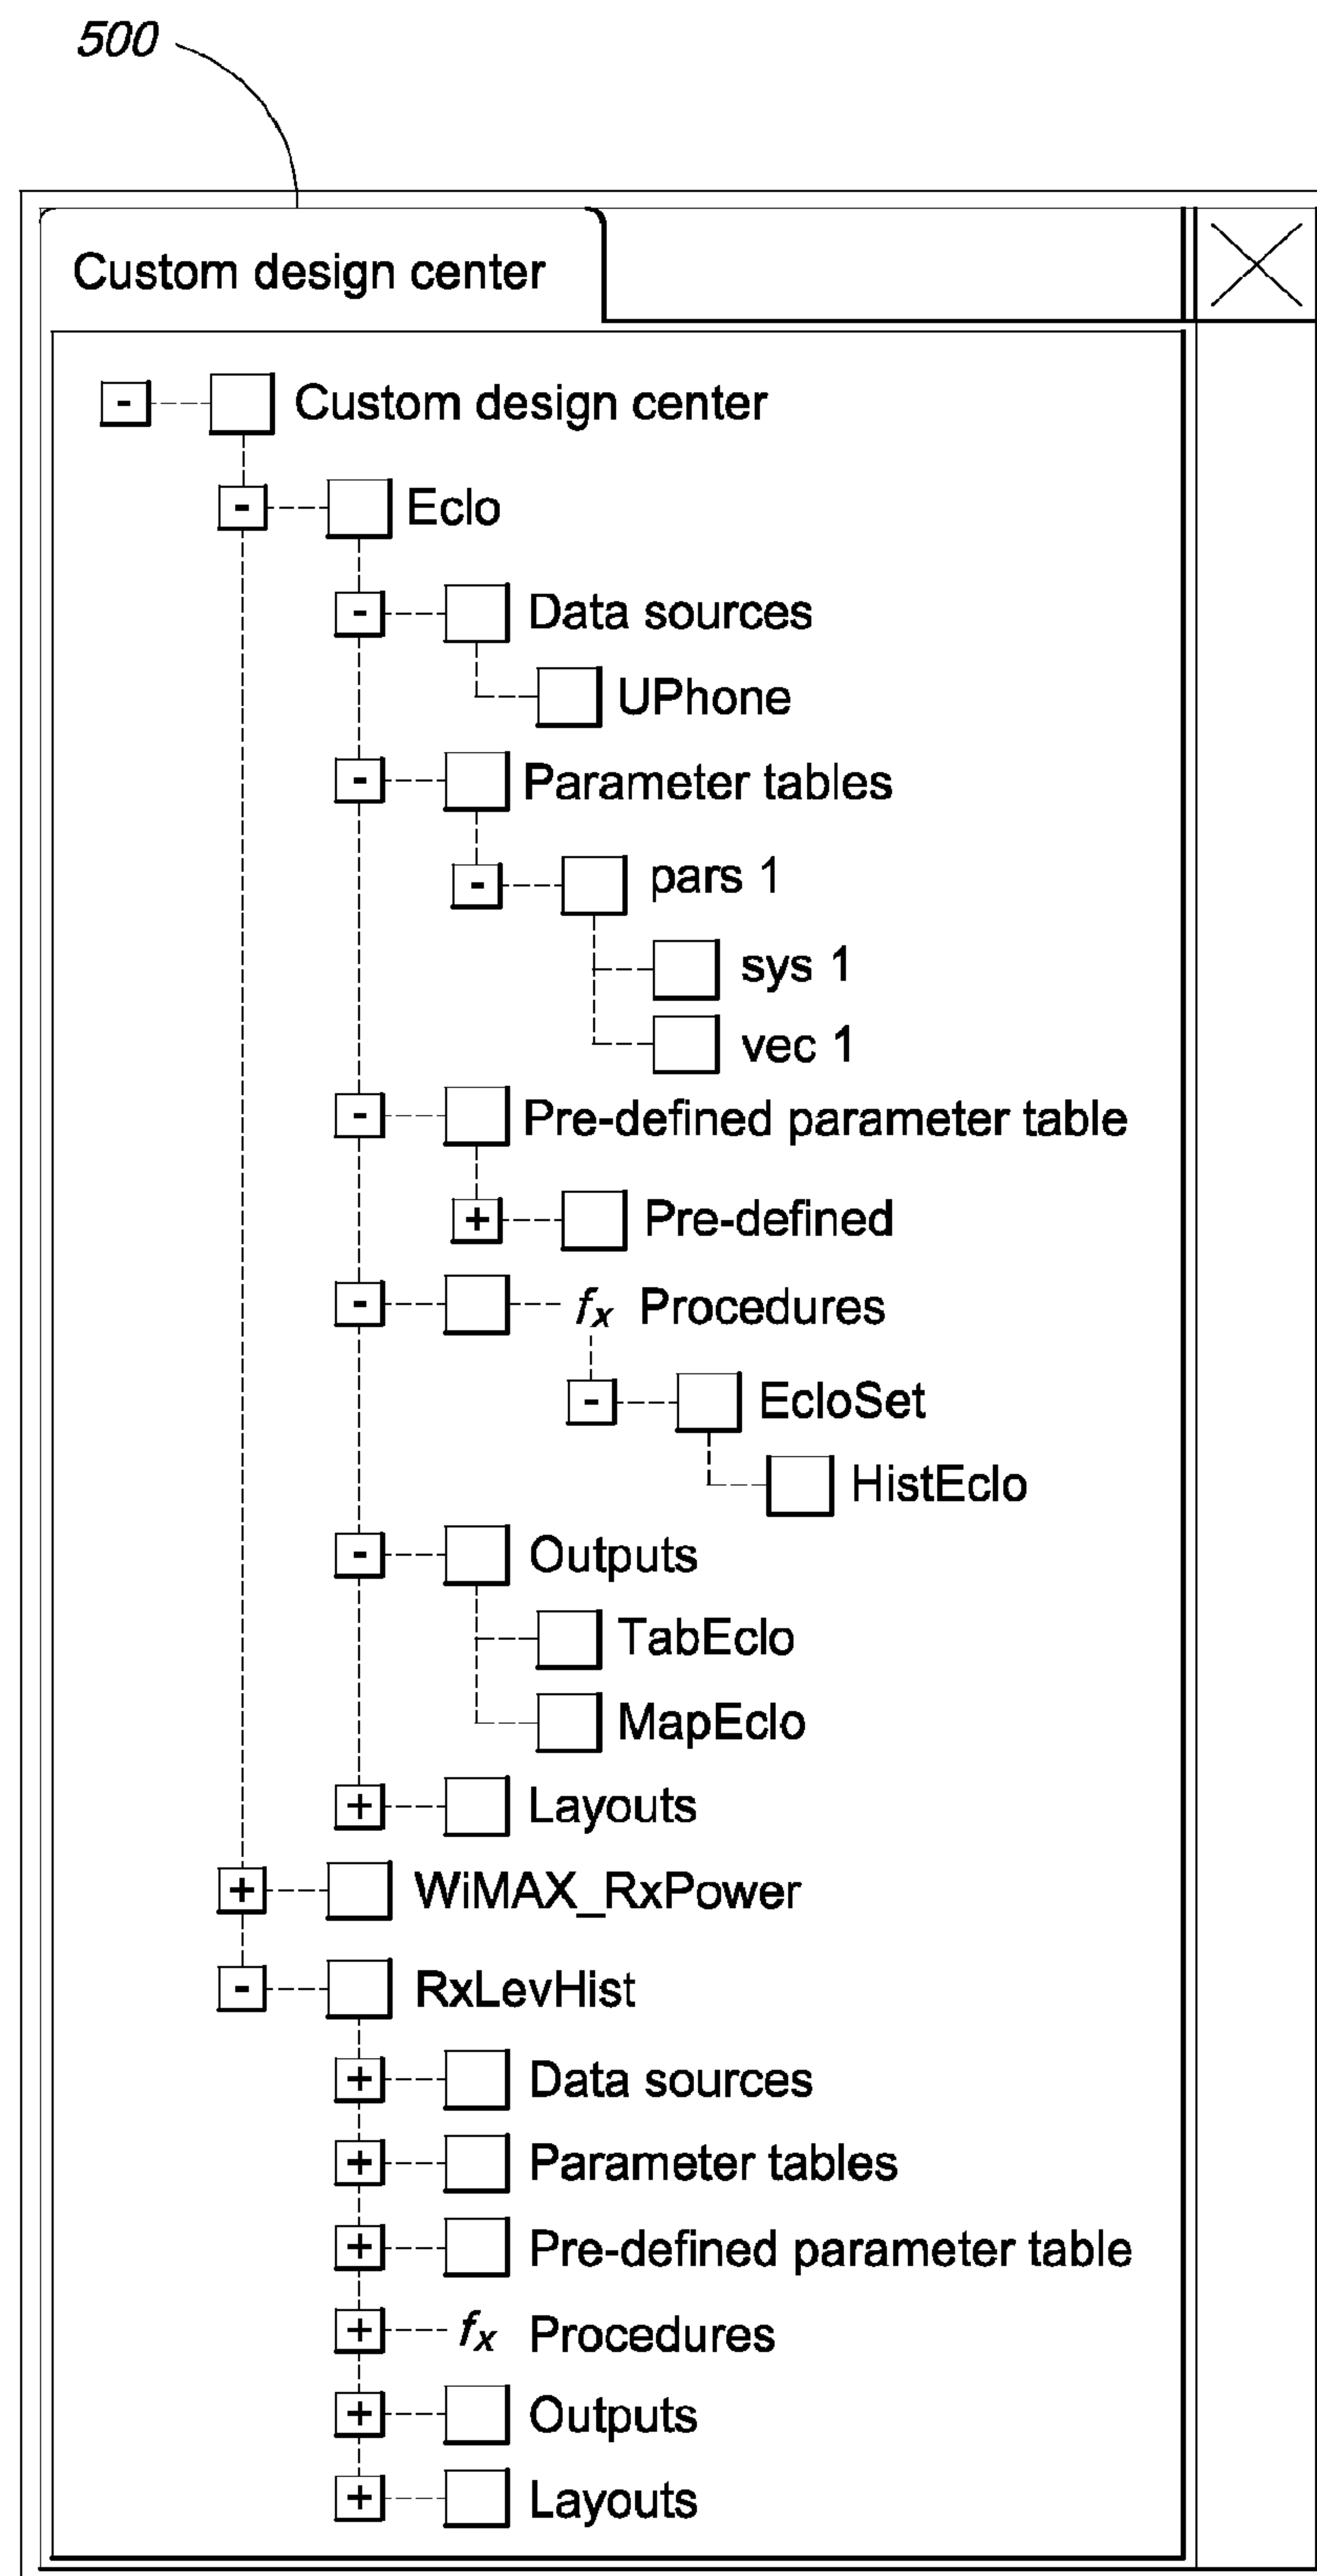 500
Custom design center
- Custom design center
- Eclo
- Data sources
UPhone
- Parameter tables
- pars 1
sys 1
vec 1
- Pre-defined parameter table
+ Pre-defined
- fx Procedures
- EcloSet
HistEclo
- Outputs
TabEclo
MapEclo
+ Layouts
+ WiMAX_RxPower
- RxLevHist
+ Data sources
+ Parameter tables
+ Pre-defined parameter table
+ fx Procedures
+ Outputs
+ Layouts